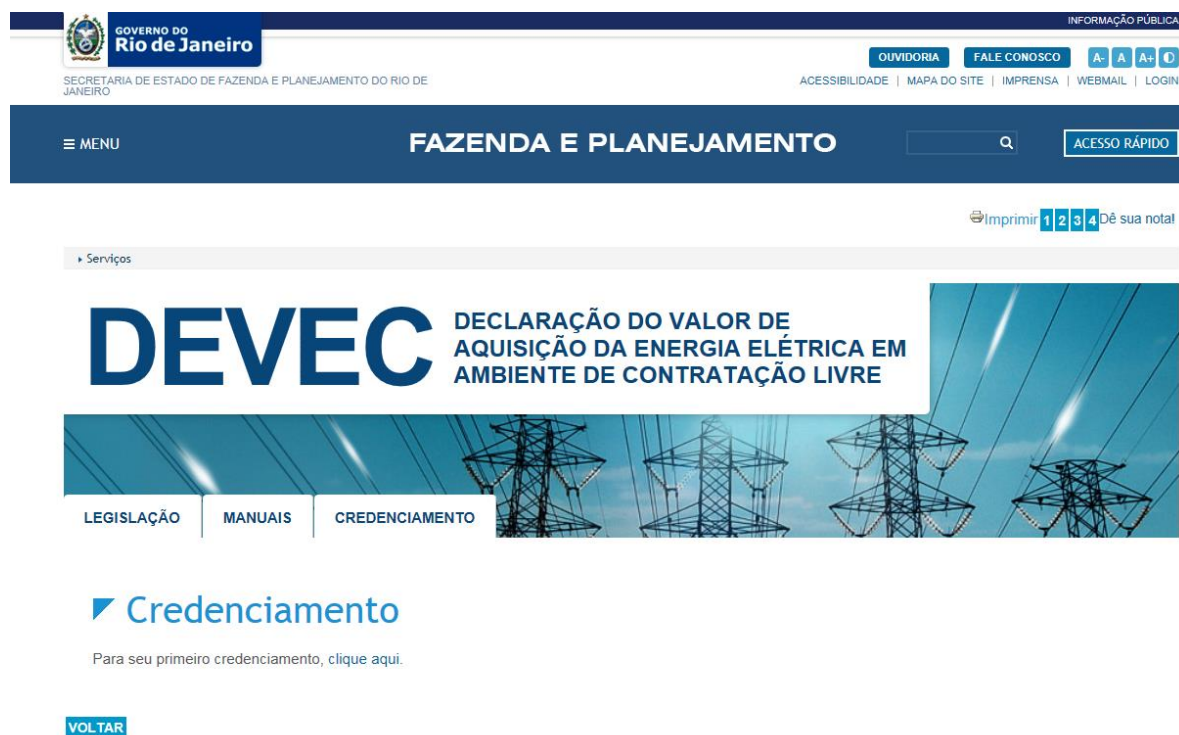 INFORMAÇÃO PÚBLICA
GOVERNO DO
Rio de Janeiro
SECRETARIA DE ESTADO DE FAZENDA E PLANEJAMENTO DO RIO DE
JANEIRO
OUVIDORIA FALE CONOSCO A- A A+
ACESSIBILIDADE | MAPA DO SITE | IMPRENSA | WEBMAIL | LOGIN
≡ MENU FAZENDA E PLANEJAMENTO ACESSO RÁPIDO
Imprimir 1 2 3 4 Dê sua nota!
Serviços
DEVEC
DECLARAÇÃO DO VALOR DE
AQUISIÇÃO DA ENERGIA ELÉTRICA EM
AMBIENTE DE CONTRATAÇÃO LIVRE
LEGISLAÇÃO MANUAIS CREDENCIAMENTO
Credenciamento
Para seu primeiro credenciamento, clique aqui.
VOLTAR